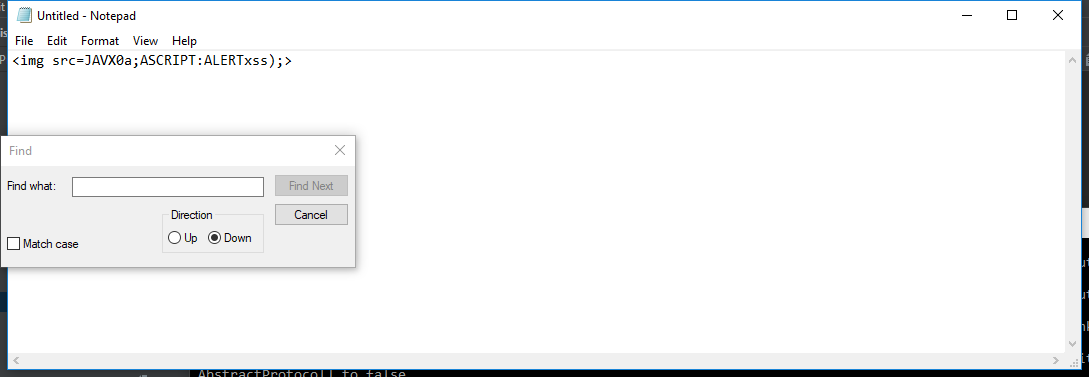 Untitled - Notepad
File Edit Format View Help
<img src=JAVX0a;ASCRIPT:ALERTxss);>
Find
Find what:
Find Next
Direction
Cancel
Up Down
Match case
AbstractProtocol] to false